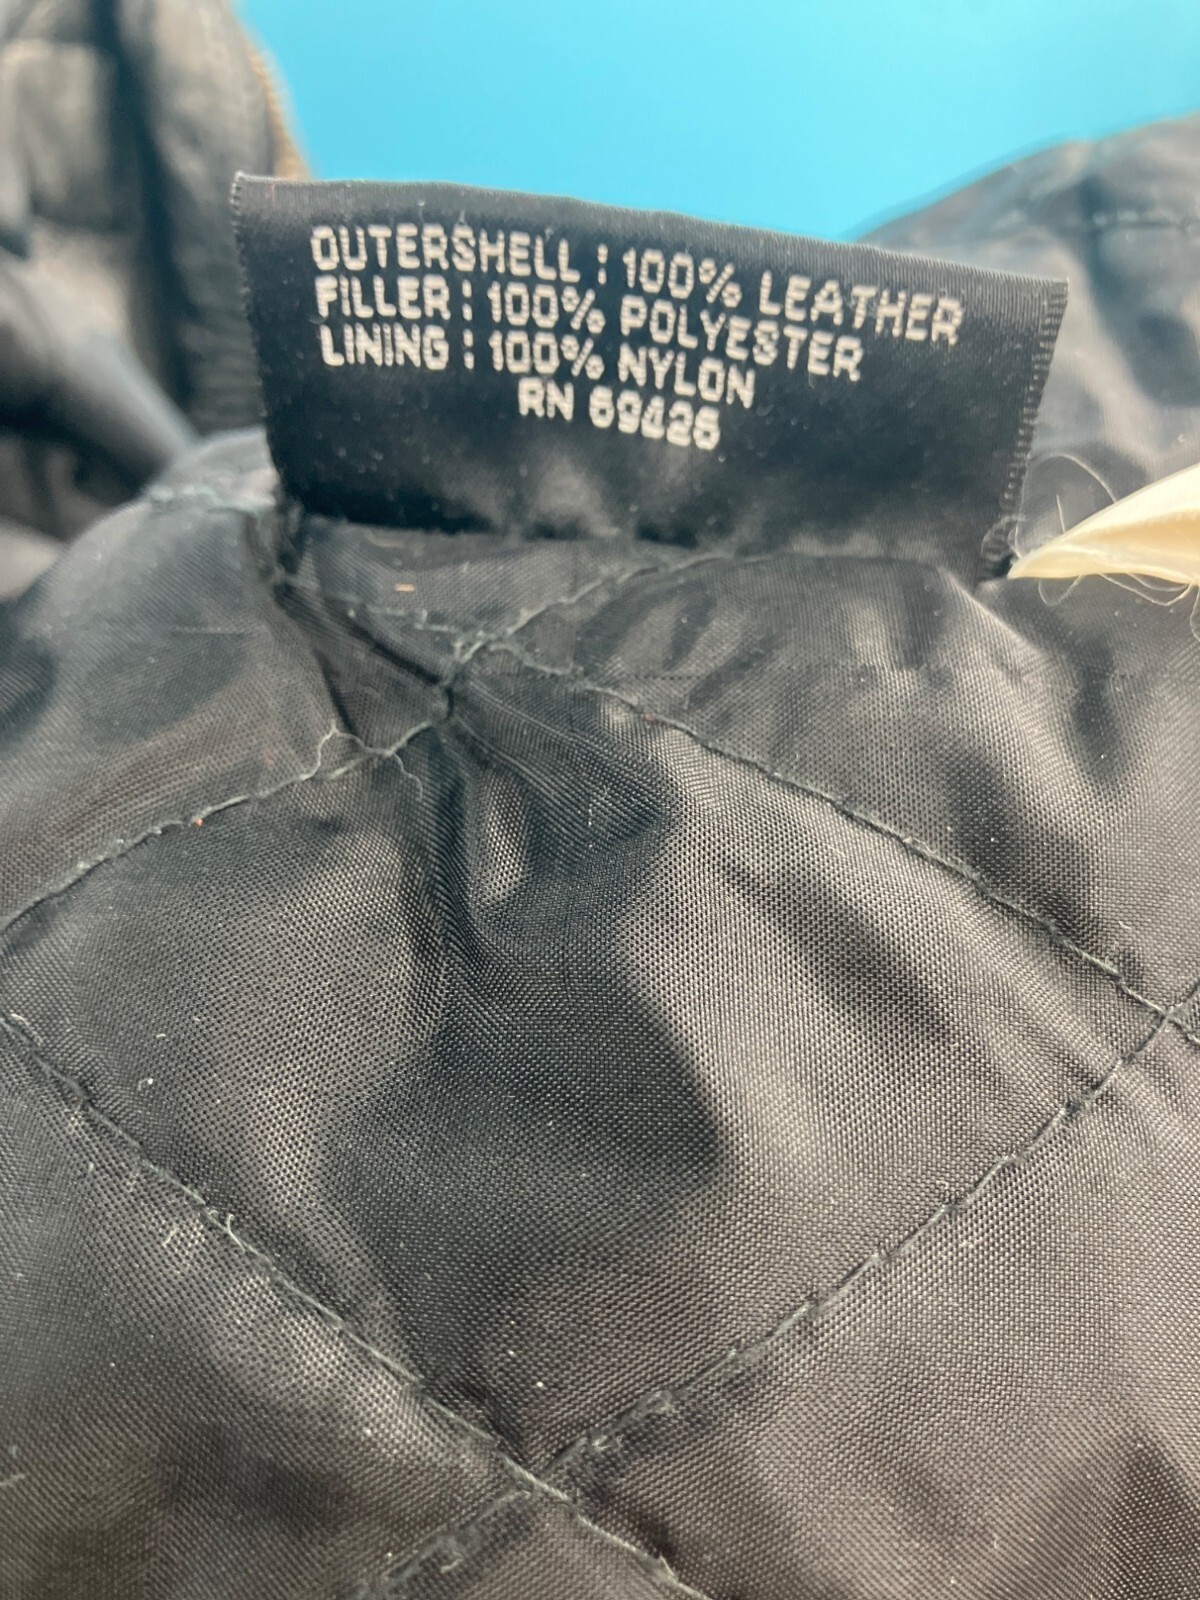 OUTERSHELL : 100% LEATHER
FILLER : 100% POLYESTER
LINING : 100% NYLON
RN 69426